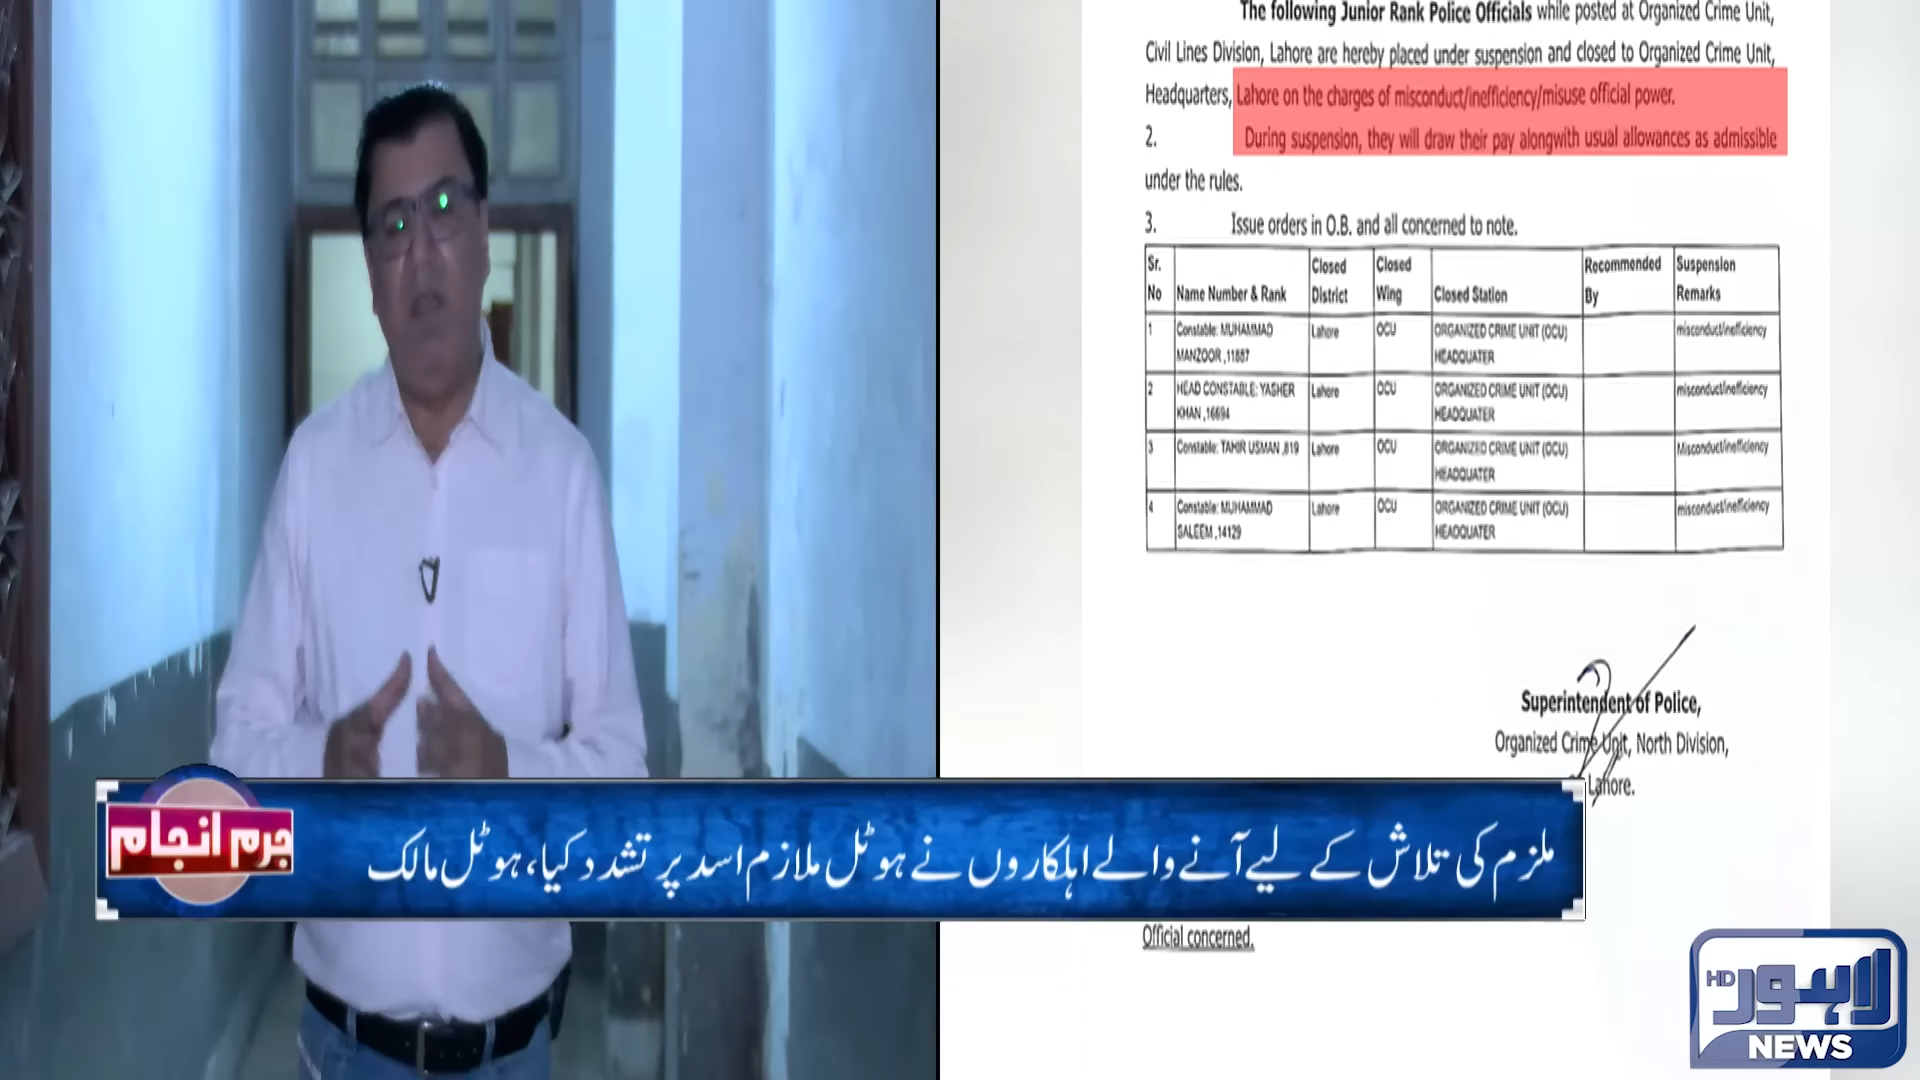 The following Junior Rank Police Officials while posted at Organized Crime Unit,
Civil Lines Division, Lahore are hereby placed under suspension and closed to Organized Crime Unit,
Headquarters, Lahore on the charges of misconduct/inefficiency/misuse official power.
2. During suspension, they will draw their pay alongwith usual allowances as admissible
under the rules.
3. Issue orders in O.B. and all concerned to note.
Sr. No Name Number & Rank Closed District Closed Wing Closed Station Recommended By Suspension Remarks
1 Constable: MUHAMMAD MANZOOR ,11887 Lahore OCU ORGANIZED CRIME UNIT (OCU) HEADQUATER misconduct/inefficiency
2 HEAD CONSTABLE: YASHER KHAN ,16694 Lahore OCU ORGANIZED CRIME UNIT (OCU) HEADQUATER misconduct/inefficiency
3 Constable: TAHIR USMAN ,819 Lahore OCU ORGANIZED CRIME UNIT (OCU) HEADQUATER Misconduct/inefficiency
4 Constable: MUHAMMAD SALEEM ,14129 Lahore OCU ORGANIZED CRIME UNIT (OCU) HEADQUATER misconduct/inefficiency
Superintendent of Police,
Organized Crime Unit, North Division,
Lahore.
جرم انجام
ملزم کی تلاش کے لیے آنے والے اہلکاروں نے ہوٹل ملازم اسد پر تشدد کیا، ہوٹل مالک
Official concerned.
HD لاہور
NEWS